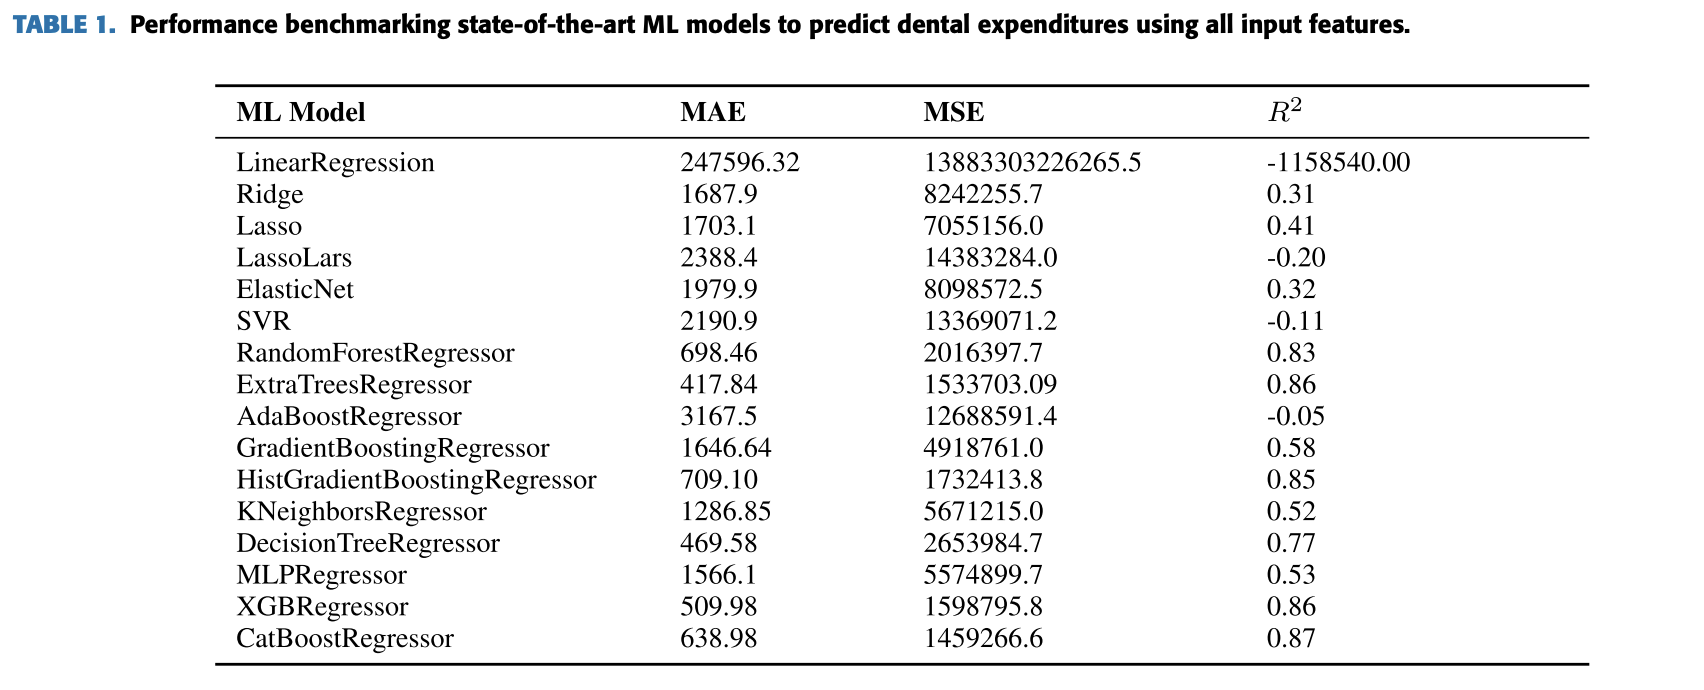 TABLE 1. Performance benchmarking state-of-the-art ML models to predict dental expenditures using all input features.
ML Model MAE MSE R²
LinearRegression 247596.32 13883303226265.5 -1158540.00
Ridge 1687.9 8242255.7 0.31
Lasso 1703.1 7055156.0 0.41
LassoLars 2388.4 14383284.0 -0.20
ElasticNet 1979.9 8098572.5 0.32
SVR 2190.9 13369071.2 -0.11
RandomForestRegressor 698.46 2016397.7 0.83
ExtraTreesRegressor 417.84 1533703.09 0.86
AdaBoostRegressor 3167.5 12688591.4 -0.05
GradientBoostingRegressor 1646.64 4918761.0 0.58
HistGradientBoostingRegressor 709.10 1732413.8 0.85
KNeighborsRegressor 1286.85 5671215.0 0.52
DecisionTreeRegressor 469.58 2653984.7 0.77
MLPRegressor 1566.1 5574899.7 0.53
XGBRegressor 509.98 1598795.8 0.86
CatBoostRegressor 638.98 1459266.6 0.87